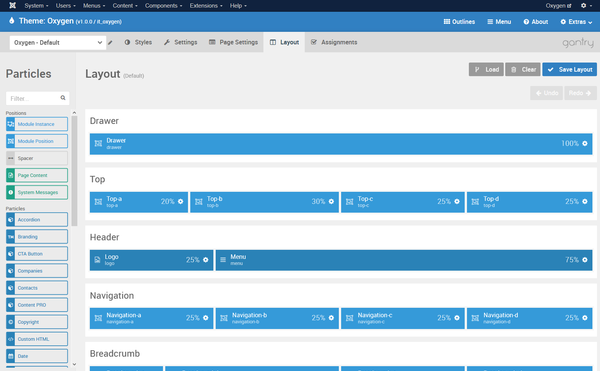 System Users Menus Content Components Extensions Help Oxygen
Theme: Oxygen (v1.0.0 / it_oxygen) Outlines Menu About Extras
Oxygen - Default Styles Settings Page Settings Layout Assignments gantry
Particles
Filter...
Positions
Module Instance
Module Position
Spacer
Page Content
System Messages
Particles
Accordion
Branding
CTA Button
Companies
Contacts
Content PRO
Copyright
Custom HTML
Date
Layout (Default) Load Clear Save Layout
Undo Redo
Drawer
Drawer 100%
drawer
Top
Top-a 20% Top-b 30% Top-c 25% Top-d 25%
top-a top-b top-c top-d
Header
Logo 25% Menu 75%
logo menu
Navigation
Navigation-a 25% Navigation-b 25% Navigation-c 25% Navigation-d 25%
navigation-a navigation-b navigation-c navigation-d
Breadcrumb